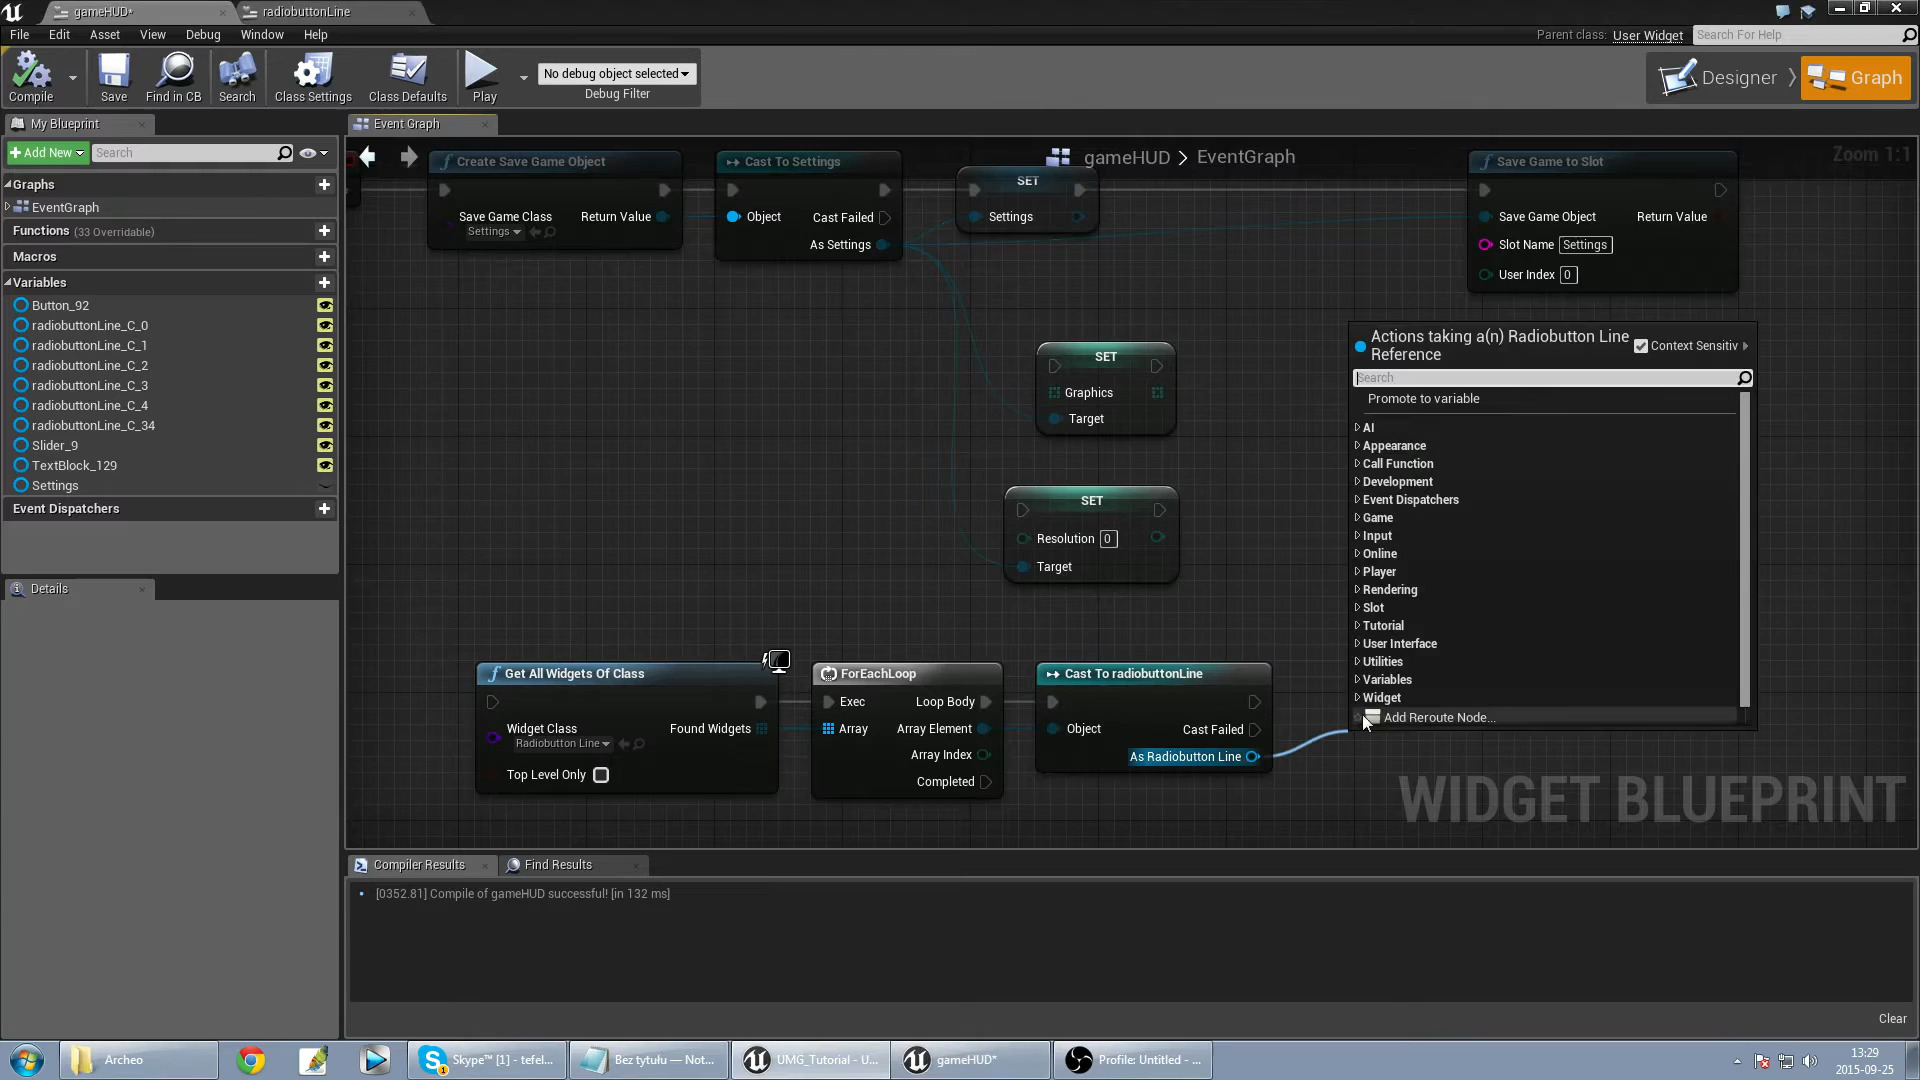 gameHUD*
radiobuttonLine
File Edit Asset View Debug Window Help
Parent class: User Widget
Search For Help
Compile
Save
Find in CB
Search
Class Settings
Class Defaults
Play
No debug object selected
Debug Filter
Designer
Graph
My Blueprint
Event Graph
Add New
Search
Graphs
EventGraph
Functions (33 Overridable)
Macros
Variables
Button_92
radiobuttonLine_C_0
radiobuttonLine_C_1
radiobuttonLine_C_2
radiobuttonLine_C_3
radiobuttonLine_C_4
radiobuttonLine_C_34
Slider_9
TextBlock_129
Settings
Event Dispatchers
Details
gameHUD > EventGraph
Zoom 1:1
Create Save Game Object
Save Game Class
Return Value
Settings
Cast To Settings
Object
Cast Failed
As Settings
SET
Settings
Save Game to Slot
Save Game Object
Return Value
Slot Name Settings
User Index 0
SET
Graphics
Target
SET
Resolution 0
Target
Get All Widgets Of Class
Widget Class
Found Widgets
Radiobutton Line
Top Level Only
ForEachLoop
Exec
Loop Body
Array
Array Element
Array Index
Completed
Cast To radiobuttonLine
Object
Cast Failed
As Radiobutton Line
Actions taking a(n) Radiobutton Line
Reference
Context Sensitiv
Search
Promote to variable
AI
Appearance
Call Function
Development
Event Dispatchers
Game
Input
Online
Player
Rendering
Slot
Tutorial
User Interface
Utilities
Variables
Widget
Add Reroute Node...
WIDGET BLUEPRINT
Compiler Results
Find Results
[0352.81] Compile of gameHUD successful! [in 132 ms]
Clear
Archeo
Skype™ [1] - tefel...
Bez tytułu — Not...
UMG_Tutorial - U...
gameHUD*
Profile: Untitled - ...
13:29
2015-09-25